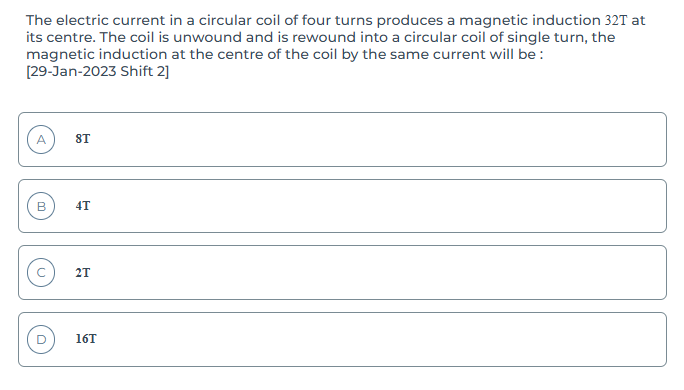 The electric current in a circular coil of four turns produces a magnetic induction 32T at
its centre. The coil is unwound and is rewound into a circular coil of single turn, the
magnetic induction at the centre of the coil by the same current will be :
[29-Jan-2023 Shift 2]
A 8T
B 4T
C 2T
D 16T